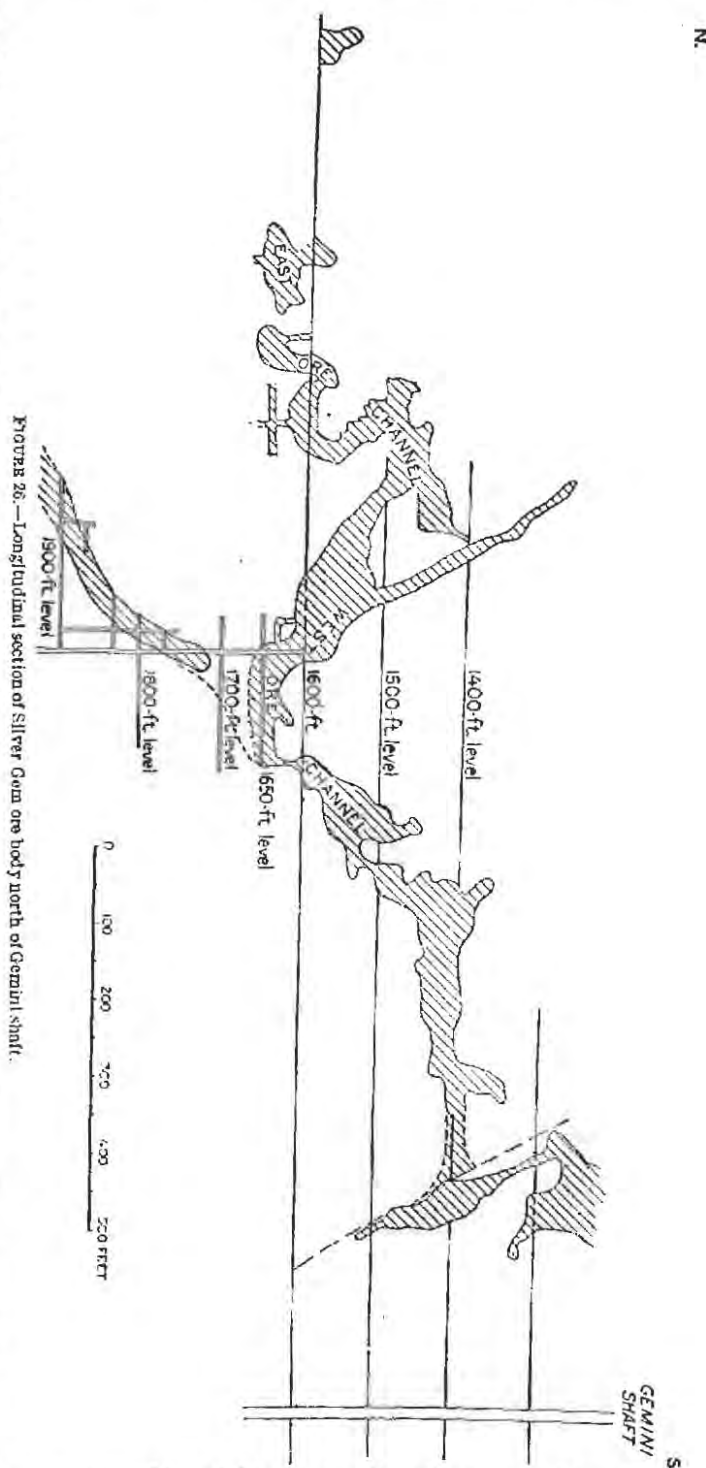 N.
S
GEMINI
SHAFT
EAST
ORE
CHANNEL
WEST
ORE
CHANNEL
1400-ft. level
1500-ft. level
1600-ft
1650-ft. level
1700-ft level
1800-ft. level
1900-ft. level
0 100 200 300 400 500 FEET
FIGURE 26.—Longitudinal section of Silver Gem ore body north of Gemini shaft.